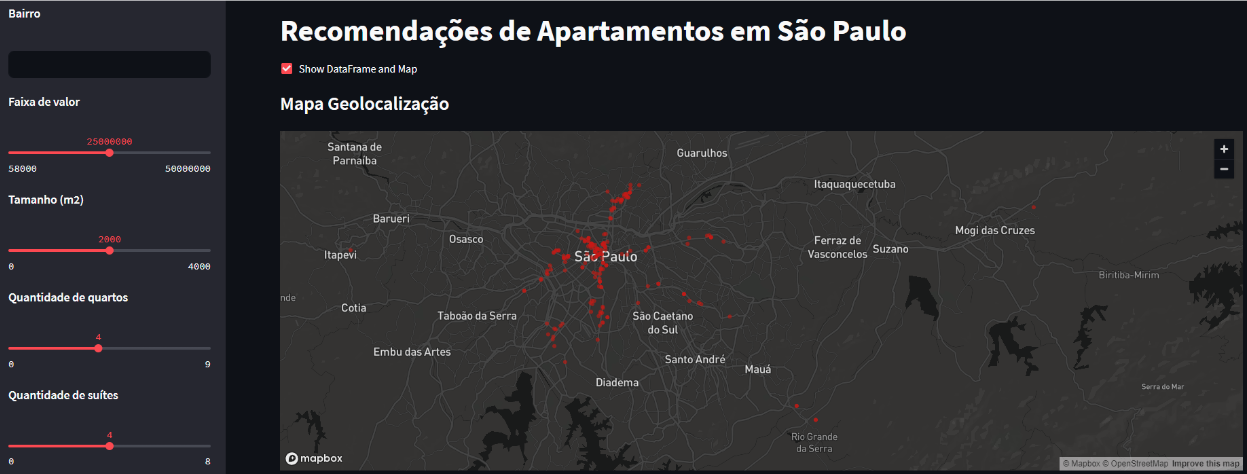 Bairro
Faixa de valor
25000000
58000
50000000
Tamanho (m2)
2000
0
4000
Quantidade de quartos
4
0
9
Quantidade de suítes
4
0
8
Recomendações de Apartamentos em São Paulo
Show DataFrame and Map
Mapa Geolocalização
Santana de
Parnaíba
Guarulhos
+
−
Itaquaquecetuba
Barueri
Osasco
Mogi das Cruzes
Ferraz de
Vasconcelos
Suzano
Itapevi
São Paulo
Biritiba-Mirim
nde
Cotia
Taboão da Serra
São Caetano
do Sul
Embu das Artes
Santo André
Mauá
Diadema
Serra do Mar
Rio Grande
da Serra
mapbox
© Mapbox © OpenStreetMap Improve this map